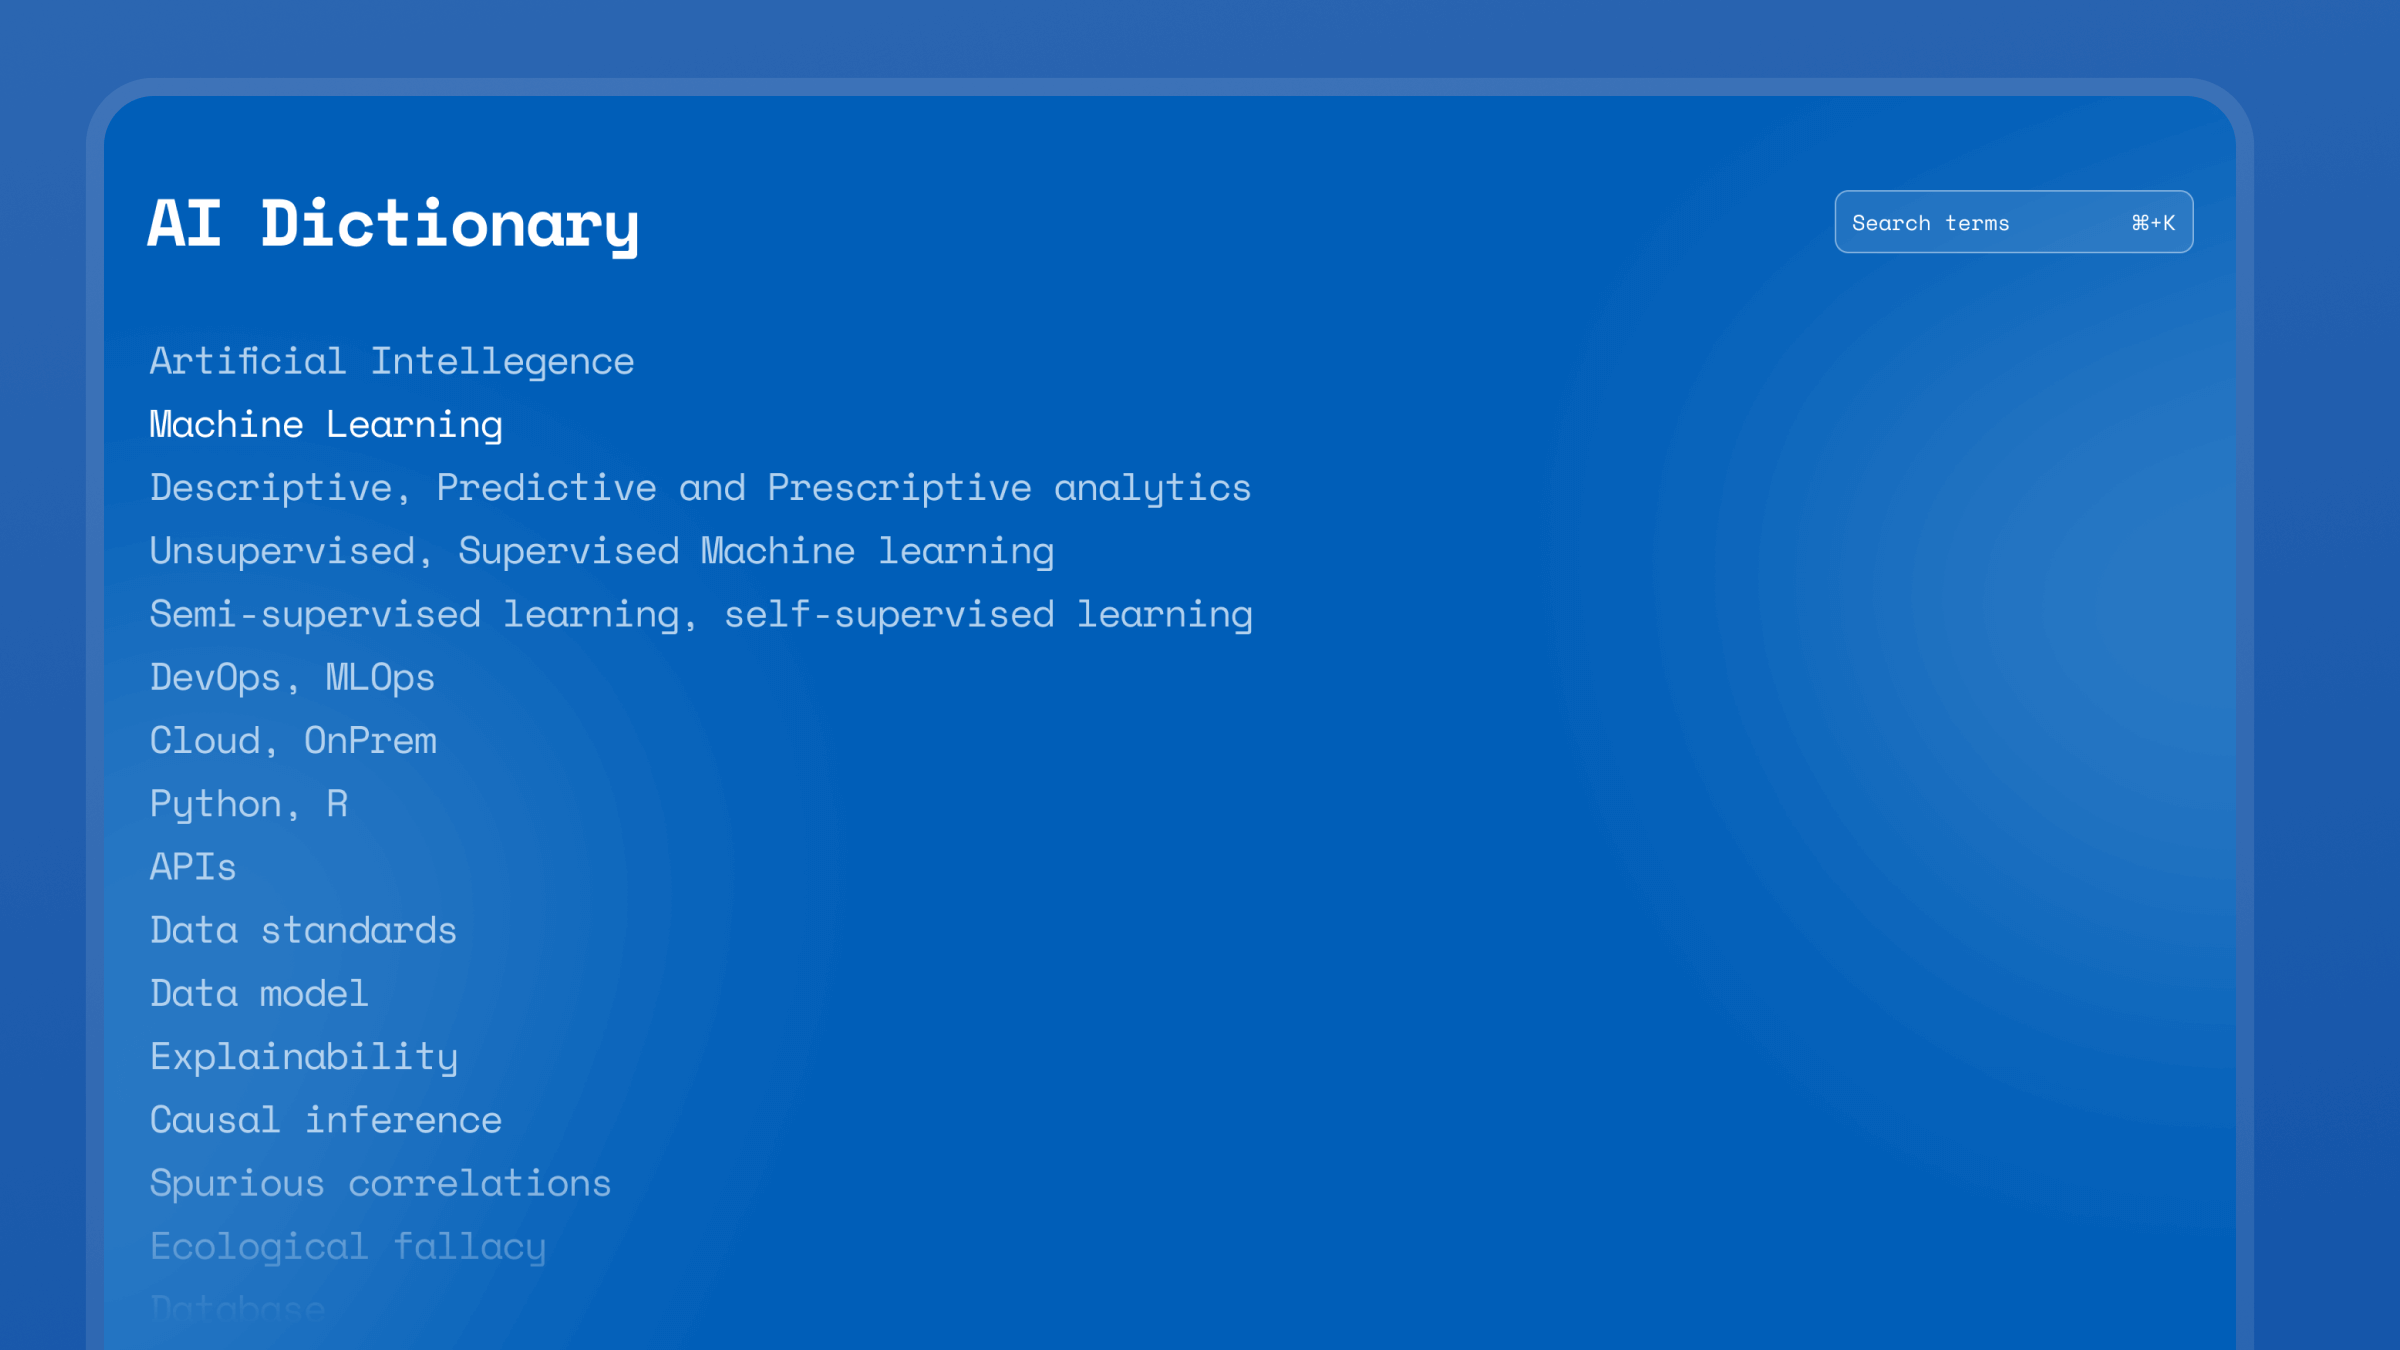 AI Dictionary
Search terms ⌘+K
Artificial Intellegence
Machine Learning
Descriptive, Predictive and Prescriptive analytics
Unsupervised, Supervised Machine learning
Semi-supervised learning, self-supervised learning
DevOps, MLOps
Cloud, OnPrem
Python, R
APIs
Data standards
Data model
Explainability
Causal inference
Spurious correlations
Ecological fallacy
Database